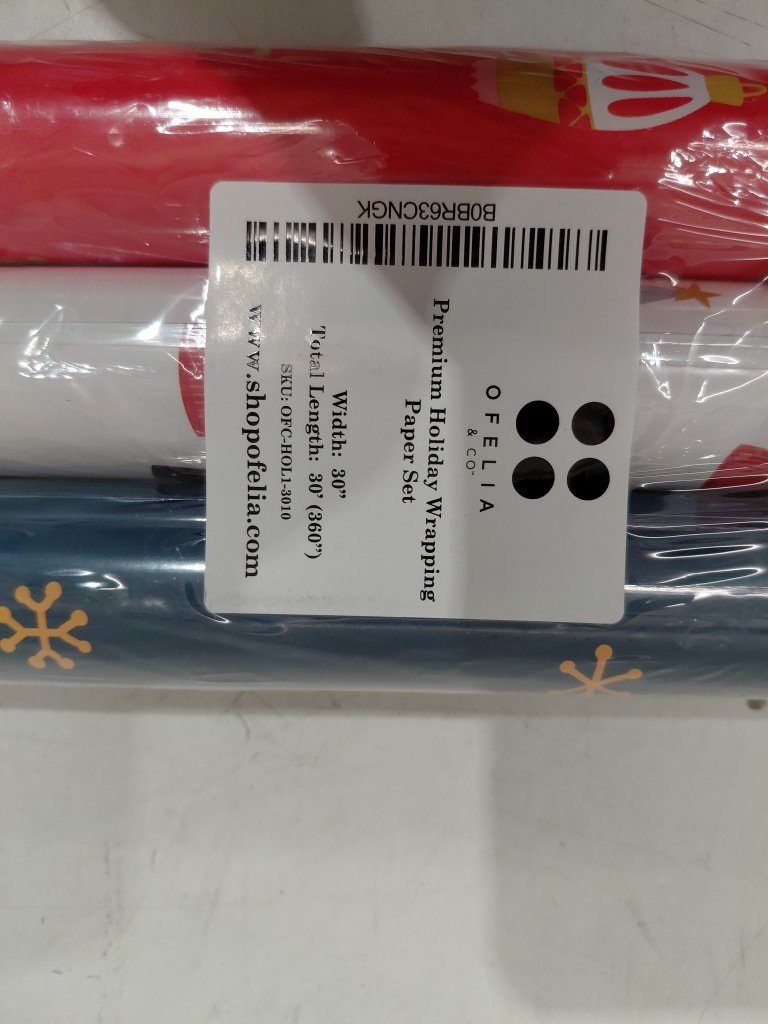 OFELIA
& CO™
Premium Holiday Wrapping
Paper Set
B0BR63CNGK
Width: 30”
Total Length: 30’ (360”)
SKU: OFC-HOL1-3010
www.shopofelia.com